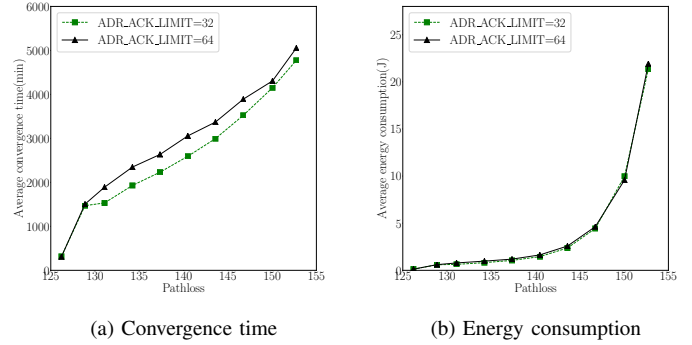 ADR_ACK_LIMIT=32
ADR_ACK_LIMIT=64
Average convergence time(min)
6000
5000
4000
3000
2000
1000
0
125 130 135 140 145 150 155
Pathloss
(a) Convergence time
ADR_ACK_LIMIT=32
ADR_ACK_LIMIT=64
Average energy consumption(J)
25
20
15
10
5
0
125 130 135 140 145 150 155
Pathloss
(b) Energy consumption